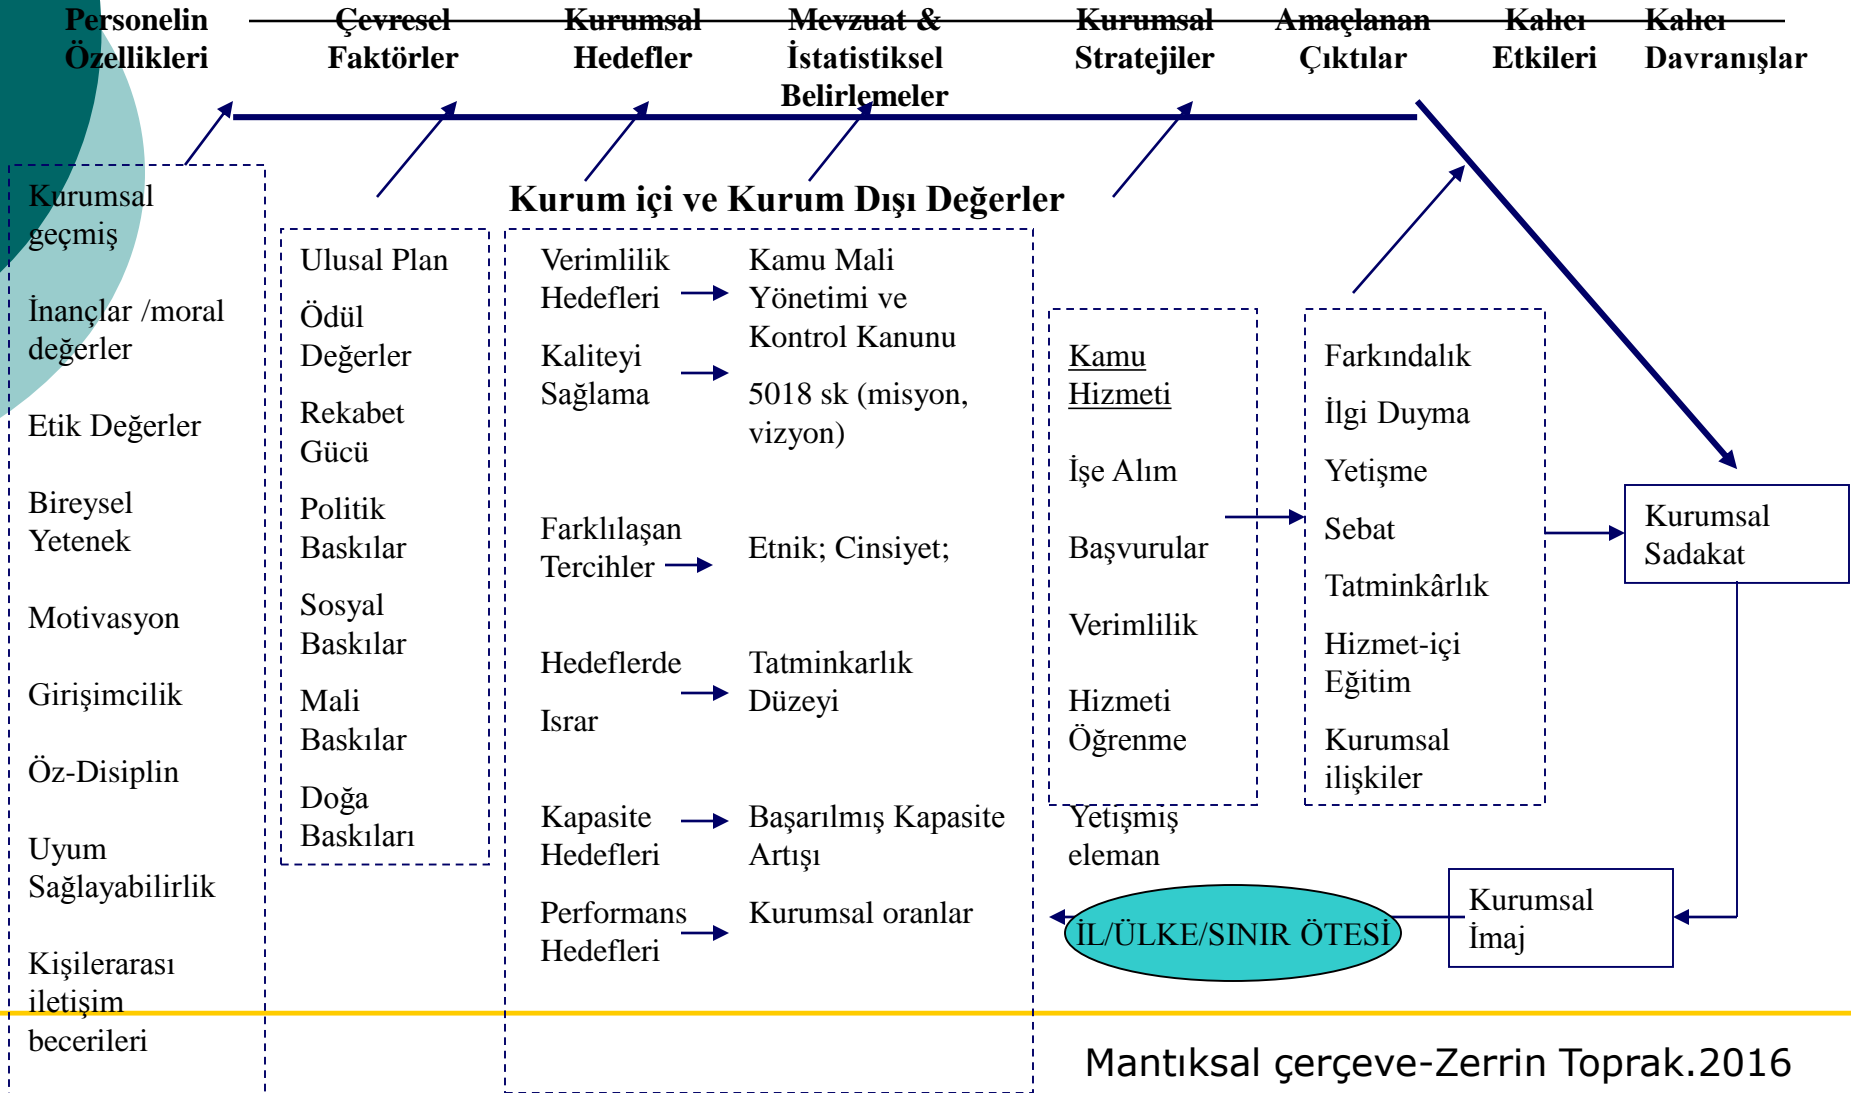 Personelin
Özellikleri
Çevresel
Faktörler
Kurumsal
Hedefler
Mevzuat &
İstatistiksel
Belirlemeler
Kurumsal
Stratejiler
Amaçlanan
Çıktılar
Kalıcı
Etkileri
Kalıcı
Davranışlar
Kurumsal
geçmiş
İnançlar /moral
değerler
Etik Değerler
Bireysel
Yetenek
Motivasyon
Girişimcilik
Öz-Disiplin
Uyum
Sağlayabilirlik
Kişilerarası
iletişim
becerileri
Ulusal Plan
Ödül
Değerler
Rekabet
Gücü
Politik
Baskılar
Sosyal
Baskılar
Mali
Baskılar
Doğa
Baskıları
Kurum içi ve Kurum Dışı Değerler
Verimlilik
Hedefleri
Kaliteyi
Sağlama
Farklılaşan
Tercihler
Hedeflerde
Israr
Kapasite
Hedefleri
Performans
Hedefleri
Kamu Mali
Yönetimi ve
Kontrol Kanunu
5018 sk (misyon,
vizyon)
Etnik; Cinsiyet;
Tatminkarlık
Düzeyi
Başarılmış Kapasite
Artışı
Kurumsal oranlar
Kamu
Hizmeti
İşe Alım
Başvurular
Verimlilik
Hizmeti
Öğrenme
Yetişmiş
eleman
Farkındalık
İlgi Duyma
Yetişme
Sebat
Tatminkârlık
Hizmet-içi
Eğitim
Kurumsal
ilişkiler
Kurumsal
Sadakat
Kurumsal
İmaj
İL/ÜLKE/SINIR ÖTESİ
Mantıksal çerçeve-Zerrin Toprak.2016